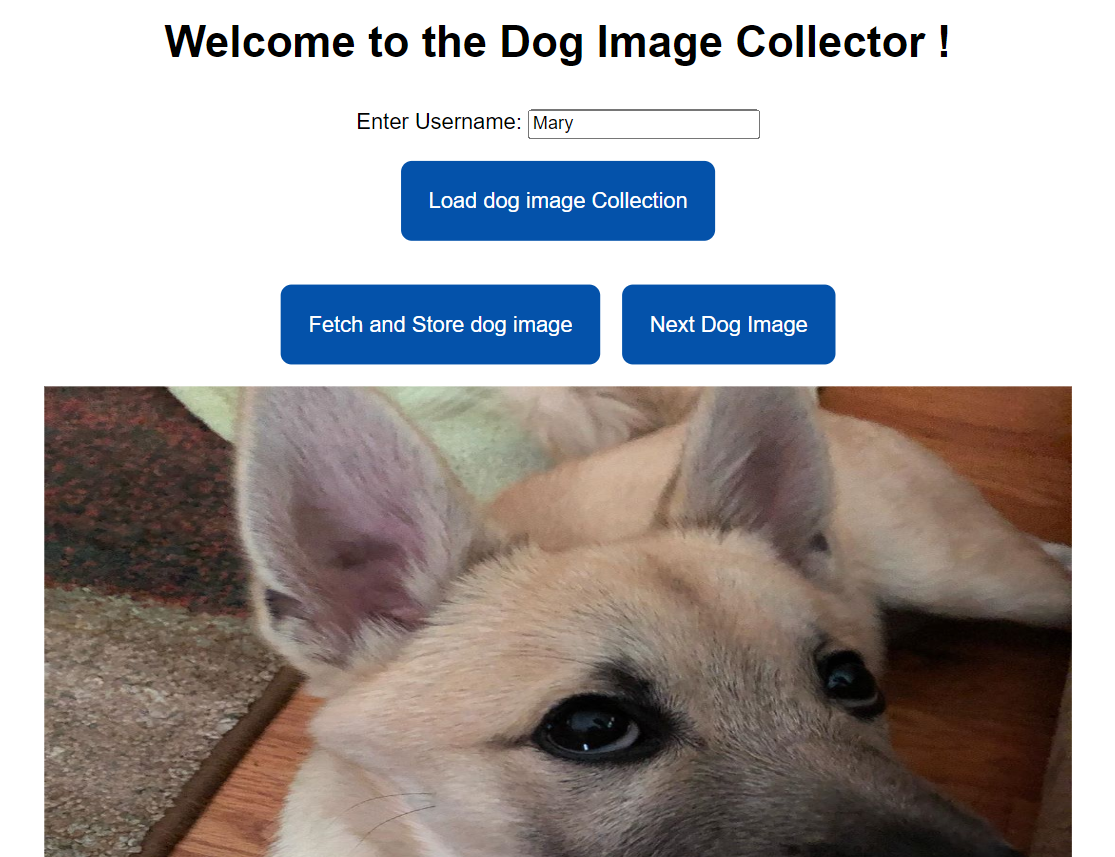 Welcome to the Dog Image Collector !
Enter Username: Mary
Load dog image Collection
Fetch and Store dog image
Next Dog Image